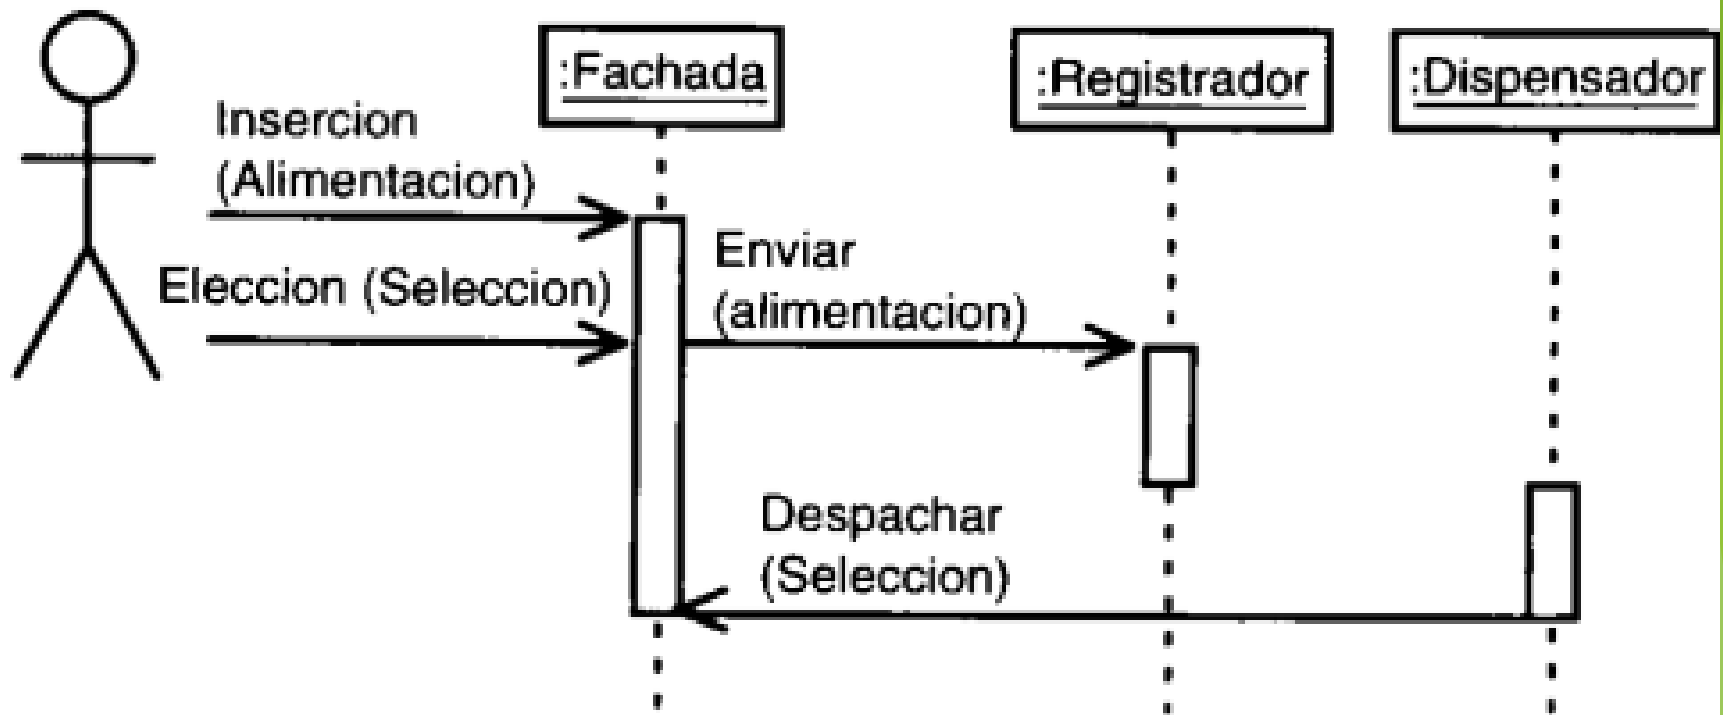 :Fachada
:Registrador
:Dispensador
Insercion
(Alimentacion)
Eleccion (Seleccion)
Enviar
(alimentacion)
Despachar
(Seleccion)